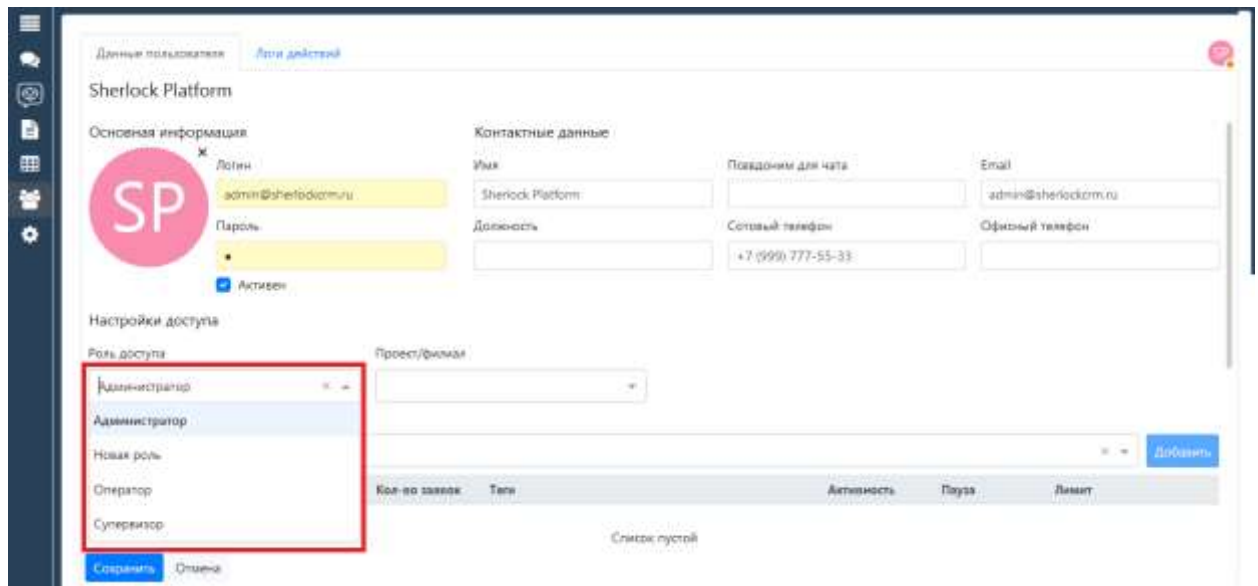 Данные пользователя Логи действий
SP
Sherlock Platform
Основная информация Контактные данные
Логин Имя Псевдоним для чата Email
SP
admin@sherlockcrm.ru Sherlock Platform admin@sherlockcrm.ru
Пароль Должность Сотовый телефон Офисный телефон
+7 (999) 777-55-33
Активен
Настройки доступа
Роль доступа Проект/филиал
Администратор
Администратор
Новая роль Добавить
Оператор Кол-во заявок Теги Активность Пауза Лимит
Супервизор
Список пустой
Сохранить Отмена